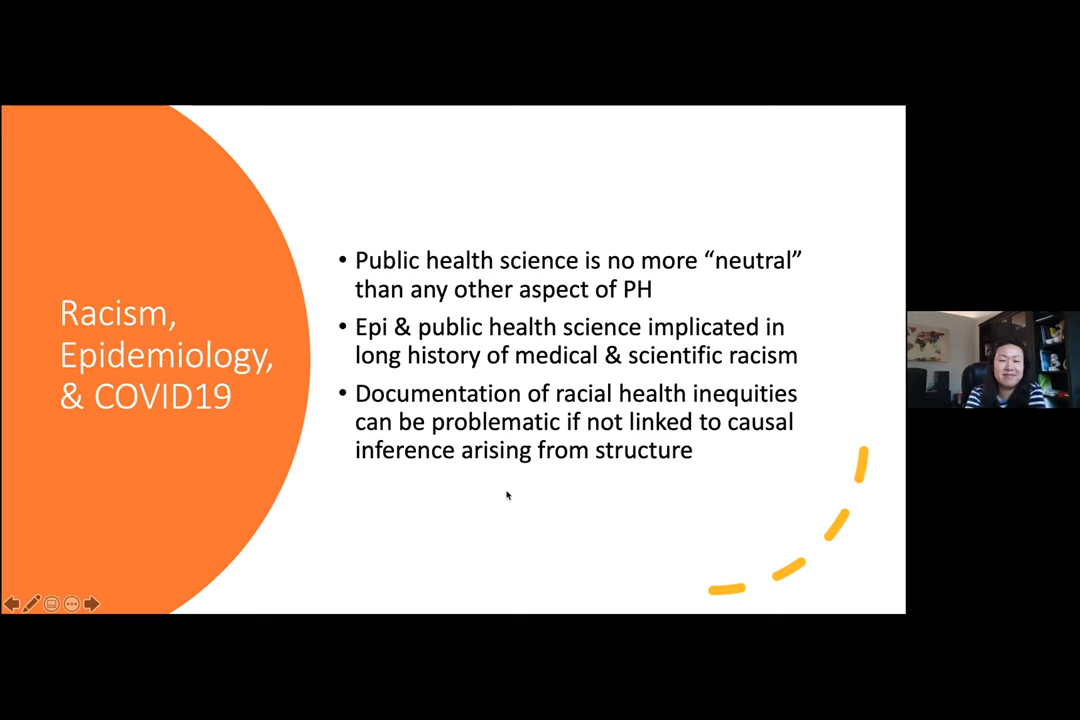 Racism,
Epidemiology,
& COVID19
• Public health science is no more “neutral”
than any other aspect of PH
• Epi & public health science implicated in
long history of medical & scientific racism
• Documentation of racial health inequities
can be problematic if not linked to causal
inference arising from structure